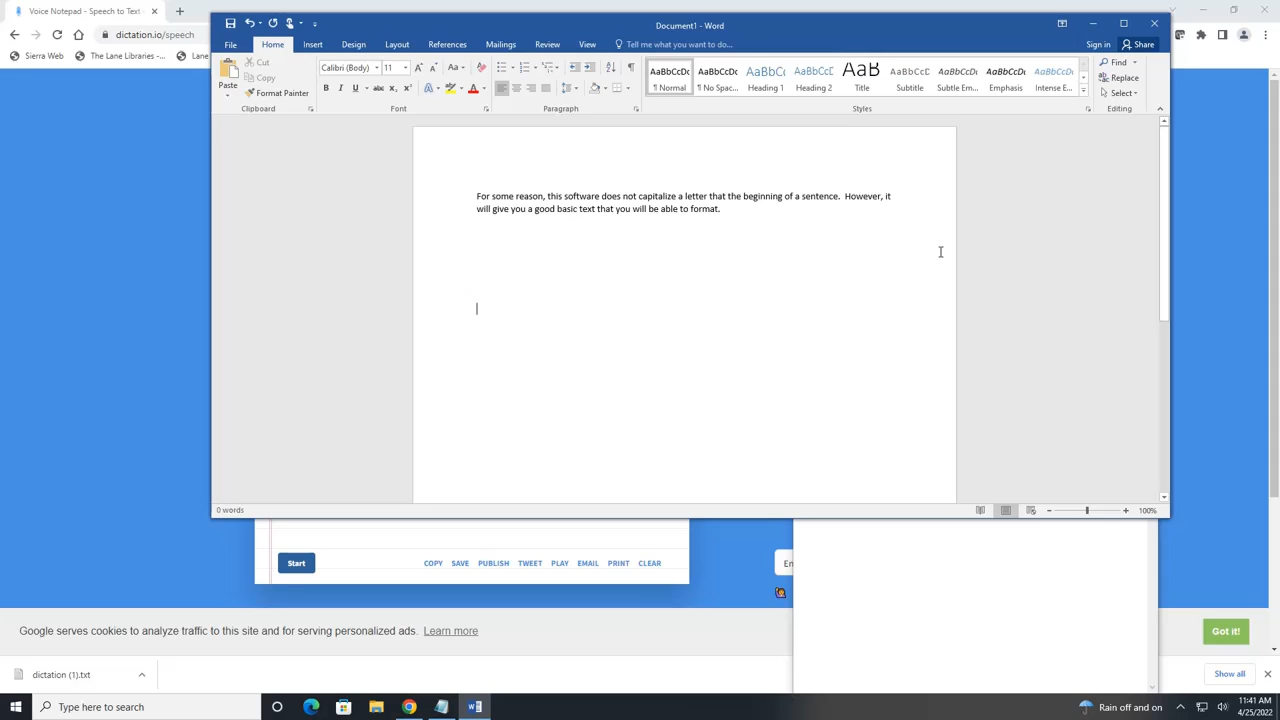 Voice Notepad - Speech to Text
Document1 - Word
dictation.io/speech
File
Home
Insert
Design
Layout
References
Mailings
Review
View
Tell me what you want to do...
Sign in
Share
Sierra Web
The Lane Libraries -
Lane
Paste
Cut
Copy
Format Painter
Clipboard
Calibri (Body)
11
Font
Paragraph
AaBbCcDc
¶ Normal
AaBbCcDc
¶ No Spac...
AaBbCc
Heading 1
AaBbCcC
Heading 2
AaB
Title
AaBbCcD
Subtitle
AaBbCcDc
Subtle Em...
AaBbCcDc
Emphasis
AaBbCcDc
Intense E...
Styles
Find
Replace
Select
Editing
For some reason, this software does not capitalize a letter that the beginning of a sentence.  However, it
will give you a good basic text that you will be able to format.
0 words
100%
Start
COPY
SAVE
PUBLISH
TWEET
PLAY
EMAIL
PRINT
CLEAR
En
Google serves cookies to analyze traffic to this site and for serving personalized ads. Learn more
Got it!
dictation (1).txt
Show all
Type here to search
Rain off and on
11:41 AM
4/25/2022